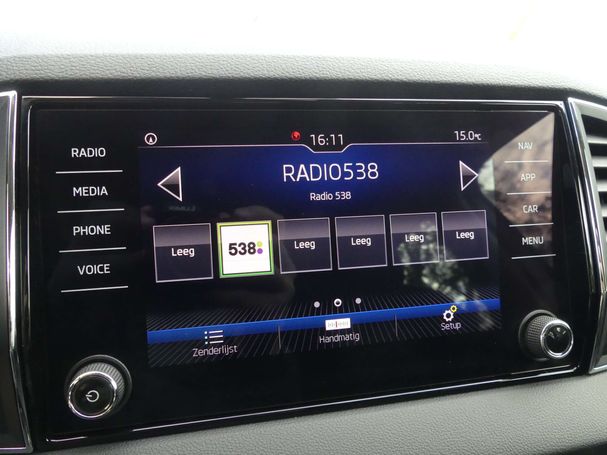 RADIO
MEDIA
PHONE
VOICE
16:11
15.0°C
RADIO538
Radio 538
Leeg
538
Leeg
Leeg
Leeg
Leeg
Zenderlijst
Handmatig
Setup
NAV
APP
CAR
MENU